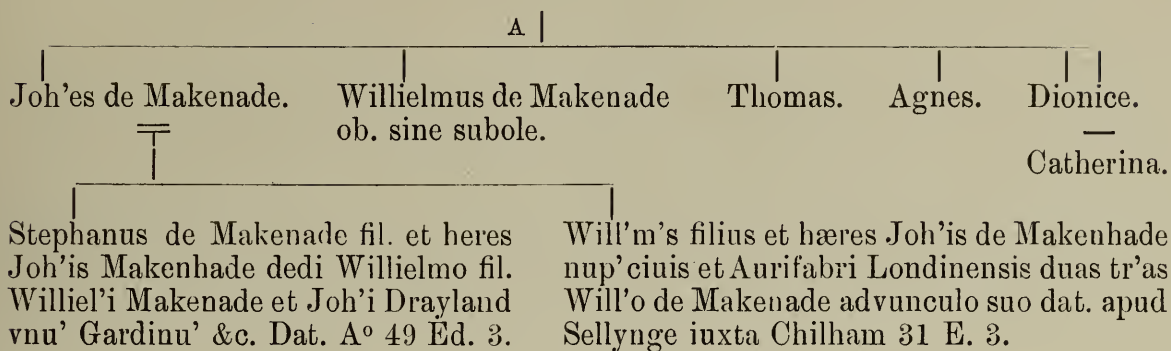 A
Joh'es de Makenade. Willielmus de Makenade Thomas. Agnes. Dionice.
ob. sine subole.
Catherina.
Stephanus de Makenade fil. et heres
Joh'is Makenhade dedi Willielmo fil.
Williel'i Makenade et Joh'i Drayland
vnu' Gardinu' &c. Dat. Aº 49 Ed. 3.
Will'm's filius et hæres Joh'is de Makenhade
nup' ciuis et Aurifabri Londinensis duas tr'as
Will'o de Makenade advunculo suo dat. apud
Sellynge iuxta Chilham 31 E. 3.